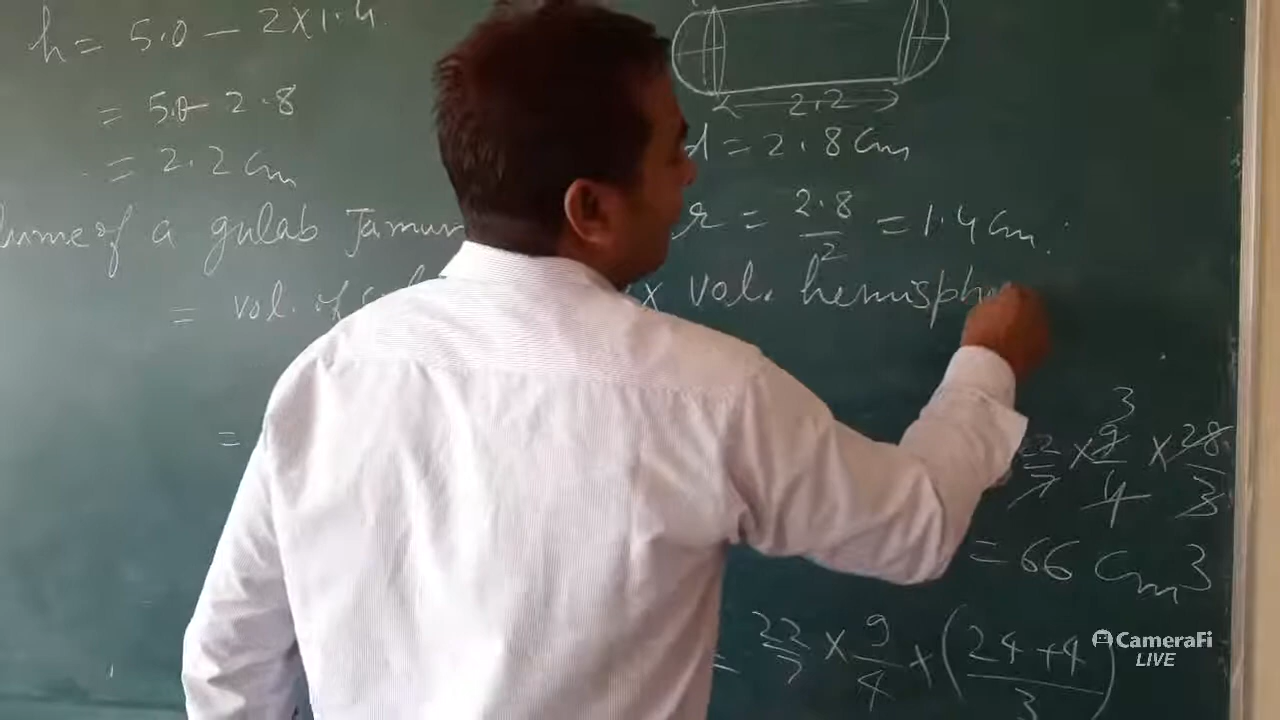 h = 5.0 - 2×1.4
= 5.0 - 2.8
= 2.2 cm
of a gulab Jamun
= vol. of
=
2.2
d = 2.8 cm
r = 2.8/2 = 1.4 cm.
× vol. hemisph
22/7 × 9/4 × 28/3
3
= 66 cm3
= 22/7 × 9/4 × (24+4/3)
CameraFi
LIVE